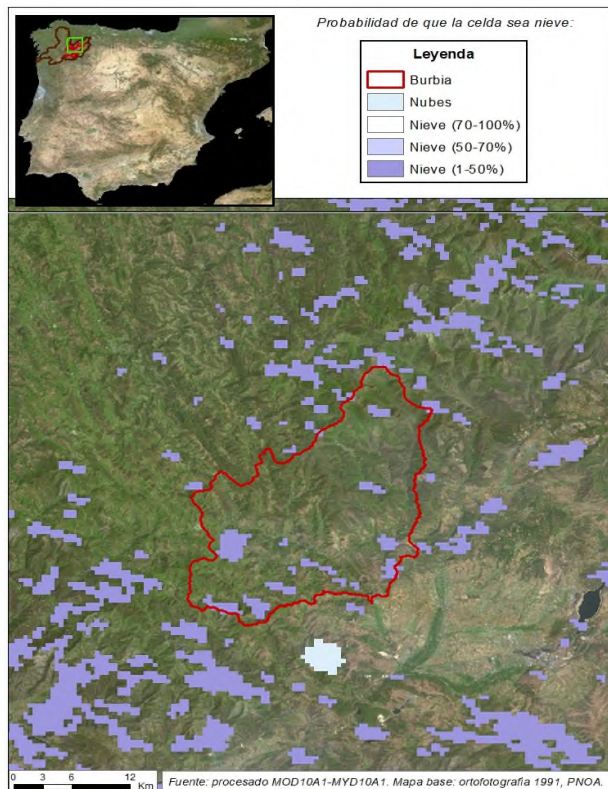 Probabilidad de que la celda sea nieve:
Leyenda
Burbia
Nubes
Nieve (70-100%)
Nieve (50-70%)
Nieve (1-50%)
0 3 6 12
Km
Fuente: procesado MOD10A1-MYD10A1. Mapa base: ortofotografía 1991, PNOA.